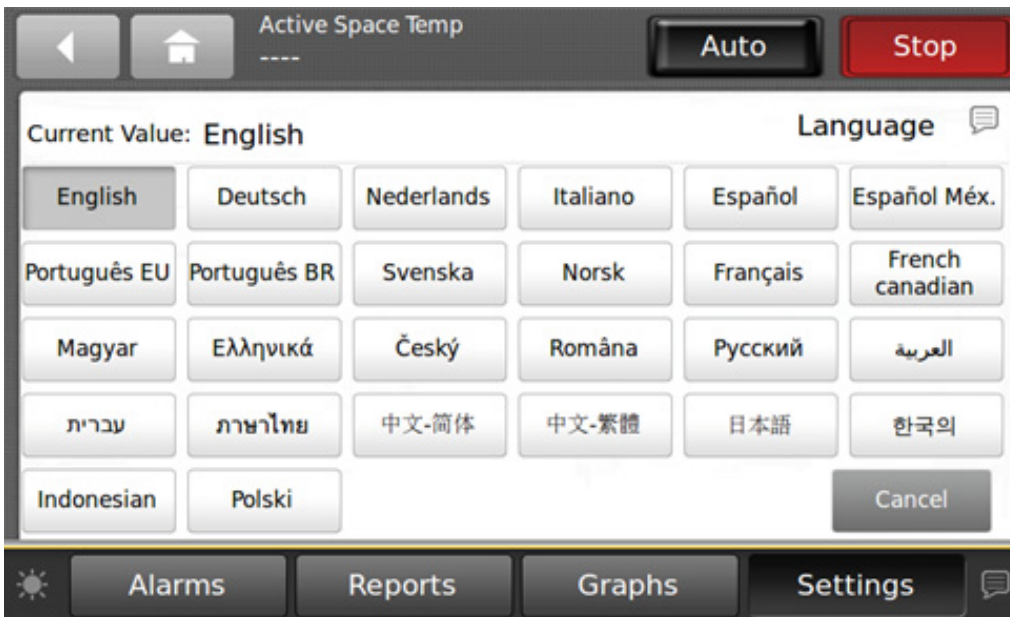 Active Space Temp
----
Auto
Stop
Current Value: English
Language
English
Deutsch
Nederlands
Italiano
Español
Español Méx.
Português EU
Português BR
Svenska
Norsk
Français
French
canadian
Magyar
Ελληνικά
Český
Româna
Русский
العربية
עברית
ภาษาไทย
中文-简体
中文-繁體
日本語
한국의
Indonesian
Polski
Cancel
Alarms
Reports
Graphs
Settings